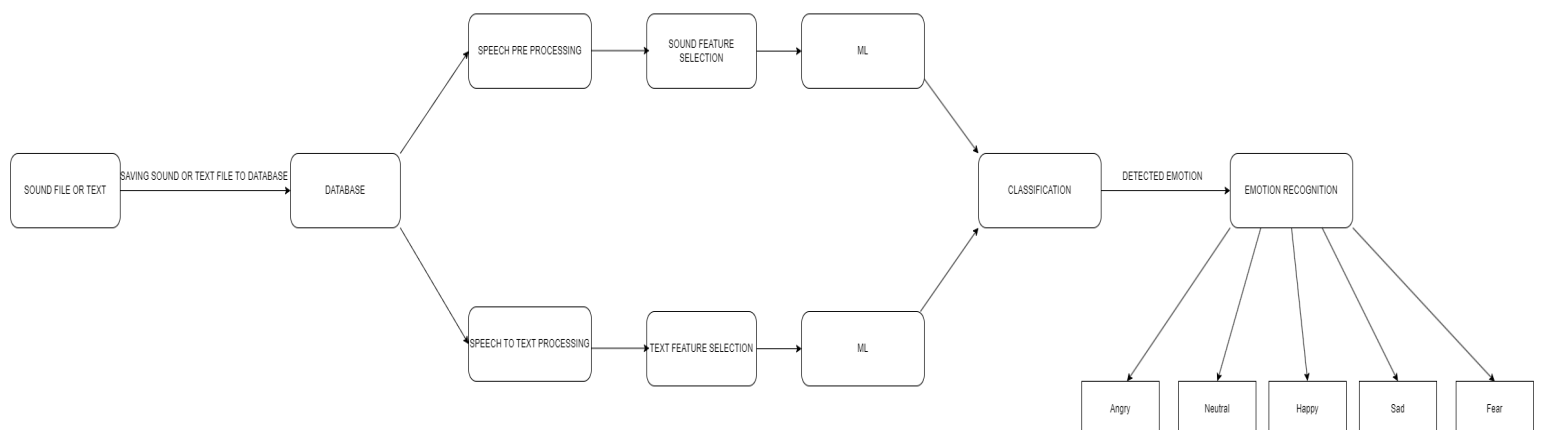 SPEECH PRE PROCESSING
SOUND FEATURE
SELECTION
ML
SOUND FILE OR TEXT
SAVING SOUND OR TEXT FILE TO DATABASE
DATABASE
CLASSIFICATION
DETECTED EMOTION
EMOTION RECOGNITION
SPEECH TO TEXT PROCESSING
TEXT FEATURE SELECTION
ML
Angry
Neutral
Happy
Sad
Fear